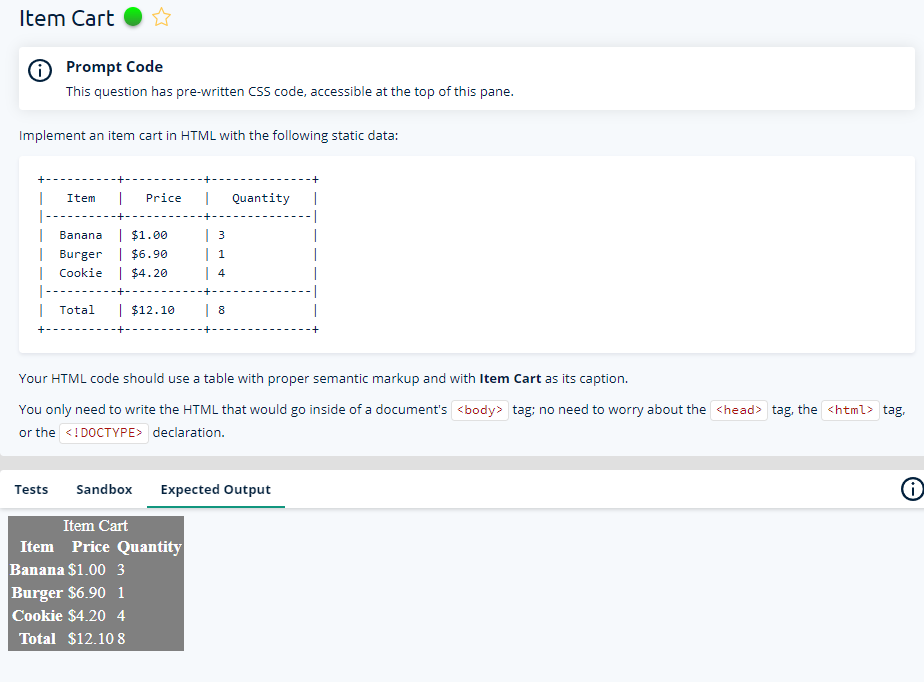 Item Cart
Prompt Code
This question has pre-written CSS code, accessible at the top of this pane.
Implement an item cart in HTML with the following static data:
+----------+-----------+--------------+
|   Item   |   Price   |   Quantity   |
|----------+-----------+--------------|
|  Banana  | $1.00     | 3            |
|  Burger  | $6.90     | 1            |
|  Cookie  | $4.20     | 4            |
|----------+-----------+--------------|
|  Total   | $12.10    | 8            |
+----------+-----------+--------------+
Your HTML code should use a table with proper semantic markup and with Item Cart as its caption.
You only need to write the HTML that would go inside of a document's <body> tag; no need to worry about the <head> tag, the <html> tag,
or the <!DOCTYPE> declaration.
Tests Sandbox Expected Output
Item Cart
Item Price Quantity
Banana $1.00 3
Burger $6.90 1
Cookie $4.20 4
Total $12.10 8